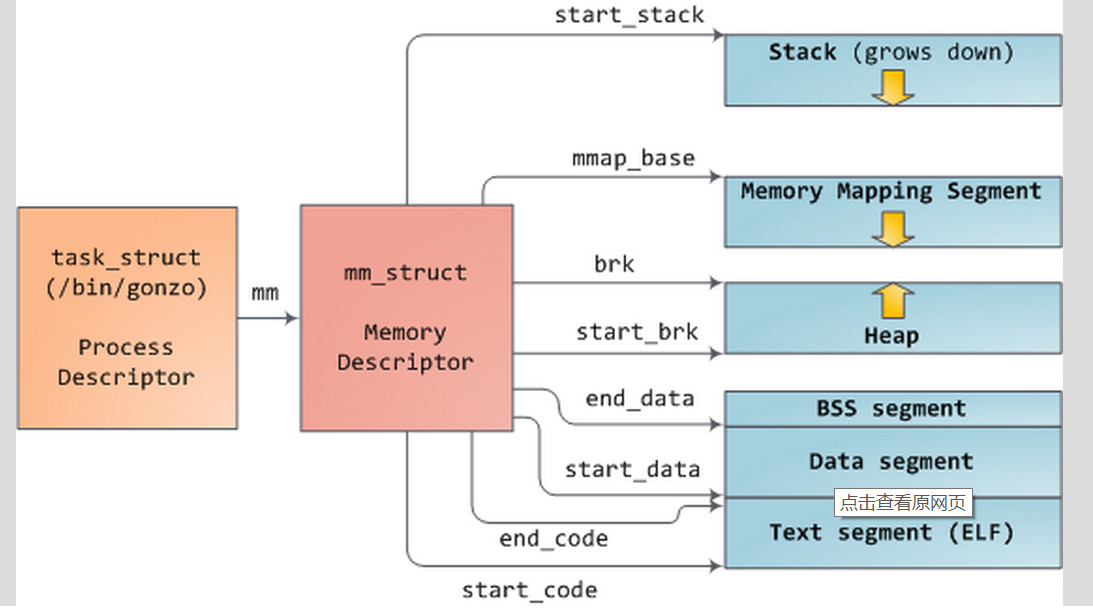 start_stack
Stack (grows down)
mmap_base
Memory Mapping Segment
task_struct
(/bin/gonzo)
Process
Descriptor
mm
mm_struct
Memory
Descriptor
brk
start_brk
Heap
end_data
BSS segment
start_data
Data segment
点击查看原网页
end_code
Text segment (ELF)
start_code